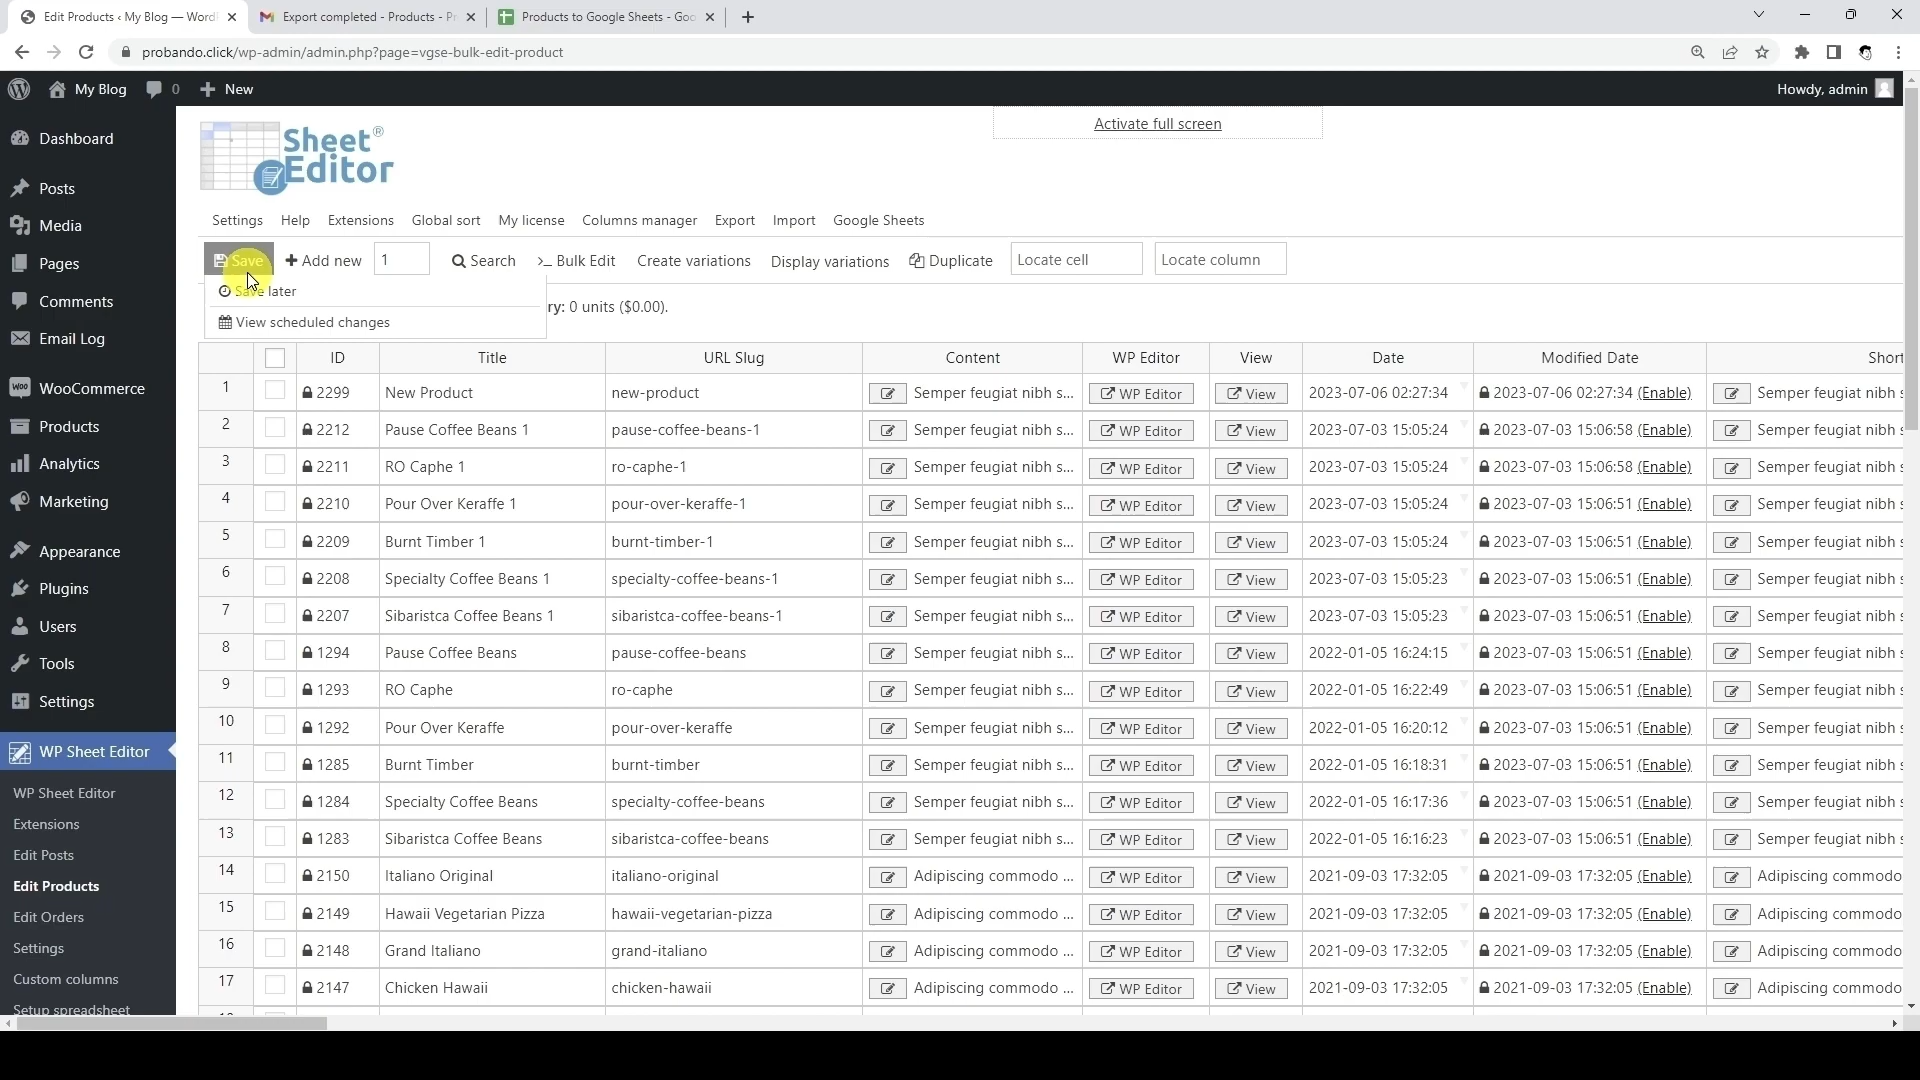 Edit Products ‹ My Blog — Word
Export completed - Products - P
Products to Google Sheets - Goo
probando.click/wp-admin/admin.php?page=vgse-bulk-edit-product
My Blog 0 New Howdy, admin
Activate full screen
Sheet®
Editor
Settings Help Extensions Global sort My license Columns manager Export Import Google Sheets
Save Add new 1 Search >_ Bulk Edit Create variations Display variations Duplicate Locate cell Locate column
Save later
ry: 0 units ($0.00).
View scheduled changes
Dashboard
Posts
Media
Pages
Comments
Email Log
WooCommerce
Products
Analytics
Marketing
Appearance
Plugins
Users
Tools
Settings
WP Sheet Editor
WP Sheet Editor
Extensions
Edit Posts
Edit Products
Edit Orders
Settings
Custom columns
Setup spreadsheet
ID Title URL Slug Content WP Editor View Date Modified Date Short
1 2299 New Product new-product Semper feugiat nibh s... WP Editor View 2023-07-06 02:27:34 2023-07-06 02:27:34 (Enable) Semper feugiat nibh s
2 2212 Pause Coffee Beans 1 pause-coffee-beans-1 Semper feugiat nibh s... WP Editor View 2023-07-03 15:05:24 2023-07-03 15:06:58 (Enable) Semper feugiat nibh s
3 2211 RO Caphe 1 ro-caphe-1 Semper feugiat nibh s... WP Editor View 2023-07-03 15:05:24 2023-07-03 15:06:58 (Enable) Semper feugiat nibh s
4 2210 Pour Over Keraffe 1 pour-over-keraffe-1 Semper feugiat nibh s... WP Editor View 2023-07-03 15:05:24 2023-07-03 15:06:51 (Enable) Semper feugiat nibh s
5 2209 Burnt Timber 1 burnt-timber-1 Semper feugiat nibh s... WP Editor View 2023-07-03 15:05:24 2023-07-03 15:06:51 (Enable) Semper feugiat nibh s
6 2208 Specialty Coffee Beans 1 specialty-coffee-beans-1 Semper feugiat nibh s... WP Editor View 2023-07-03 15:05:23 2023-07-03 15:06:51 (Enable) Semper feugiat nibh s
7 2207 Sibaristca Coffee Beans 1 sibaristca-coffee-beans-1 Semper feugiat nibh s... WP Editor View 2023-07-03 15:05:23 2023-07-03 15:06:51 (Enable) Semper feugiat nibh s
8 1294 Pause Coffee Beans pause-coffee-beans Semper feugiat nibh s... WP Editor View 2022-01-05 16:24:15 2023-07-03 15:06:51 (Enable) Semper feugiat nibh s
9 1293 RO Caphe ro-caphe Semper feugiat nibh s... WP Editor View 2022-01-05 16:22:49 2023-07-03 15:06:51 (Enable) Semper feugiat nibh s
10 1292 Pour Over Keraffe pour-over-keraffe Semper feugiat nibh s... WP Editor View 2022-01-05 16:20:12 2023-07-03 15:06:51 (Enable) Semper feugiat nibh s
11 1285 Burnt Timber burnt-timber Semper feugiat nibh s... WP Editor View 2022-01-05 16:18:31 2023-07-03 15:06:51 (Enable) Semper feugiat nibh s
12 1284 Specialty Coffee Beans specialty-coffee-beans Semper feugiat nibh s... WP Editor View 2022-01-05 16:17:36 2023-07-03 15:06:51 (Enable) Semper feugiat nibh s
13 1283 Sibaristca Coffee Beans sibaristca-coffee-beans Semper feugiat nibh s... WP Editor View 2022-01-05 16:16:23 2023-07-03 15:06:51 (Enable) Semper feugiat nibh s
14 2150 Italiano Original italiano-original Adipiscing commodo ... WP Editor View 2021-09-03 17:32:05 2021-09-03 17:32:05 (Enable) Adipiscing commodo
15 2149 Hawaii Vegetarian Pizza hawaii-vegetarian-pizza Adipiscing commodo ... WP Editor View 2021-09-03 17:32:05 2021-09-03 17:32:05 (Enable) Adipiscing commodo
16 2148 Grand Italiano grand-italiano Adipiscing commodo ... WP Editor View 2021-09-03 17:32:05 2021-09-03 17:32:05 (Enable) Adipiscing commodo
17 2147 Chicken Hawaii chicken-hawaii Adipiscing commodo ... WP Editor View 2021-09-03 17:32:05 2021-09-03 17:32:05 (Enable) Adipiscing commodo